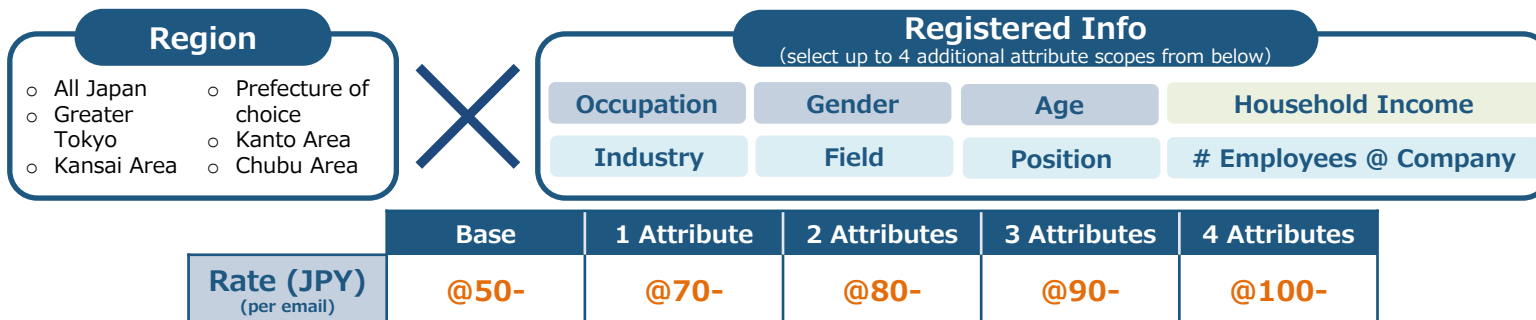 Region
○ All Japan
○ Greater
Tokyo
○ Kansai Area
○ Prefecture of
choice
○ Kanto Area
○ Chubu Area
Registered Info
(select up to 4 additional attribute scopes from below)
Occupation Gender Age Household Income
Industry Field Position # Employees @ Company
Base 1 Attribute 2 Attributes 3 Attributes 4 Attributes
Rate (JPY)
(per email)
@50- @70- @80- @90- @100-